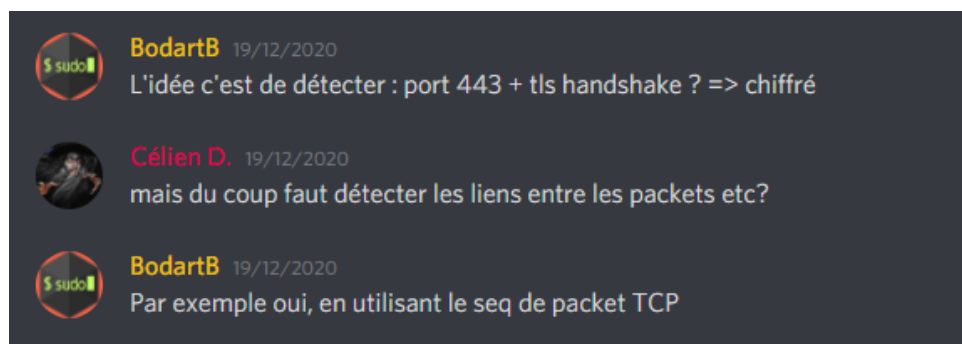 $ sudo
BodartB 19/12/2020
L'idée c'est de détecter : port 443 + tls handshake ? => chiffré
Célien D. 19/12/2020
mais du coup faut détecter les liens entre les packets etc?
$ sudo
BodartB 19/12/2020
Par exemple oui, en utilisant le seq de packet TCP